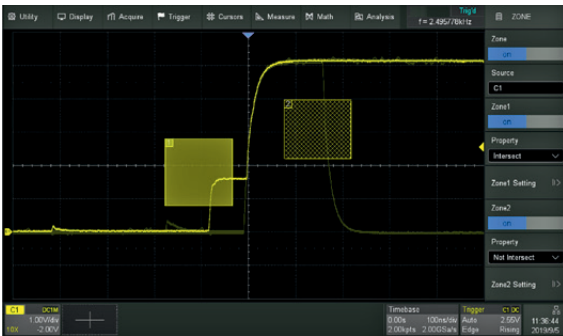 Utility Display Acquire Trigger Cursors Measure Math Analysis Trig'd ZONE
f = 2.495778kHz
Zone
on
Source
C1
Zone1
on
Property
Intersect
Zone1 Setting
Zone2
on
Property
Not Intersect
Zone2 Setting
C1 DC1M
1.00V/div
10X -2.00V
Timebase
0.00s 100ns/div
2.00kpts 2.00GSa/s
Trigger C1 DC
Auto 2.55V
Edge Rising
11:36:44
2019/9/5